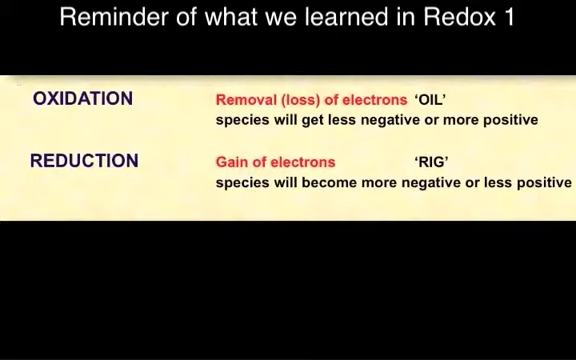 Reminder of what we learned in Redox 1
OXIDATION Removal (loss) of electrons ‘OIL’
species will get less negative or more positive
REDUCTION Gain of electrons ‘RIG’
species will become more negative or less positive